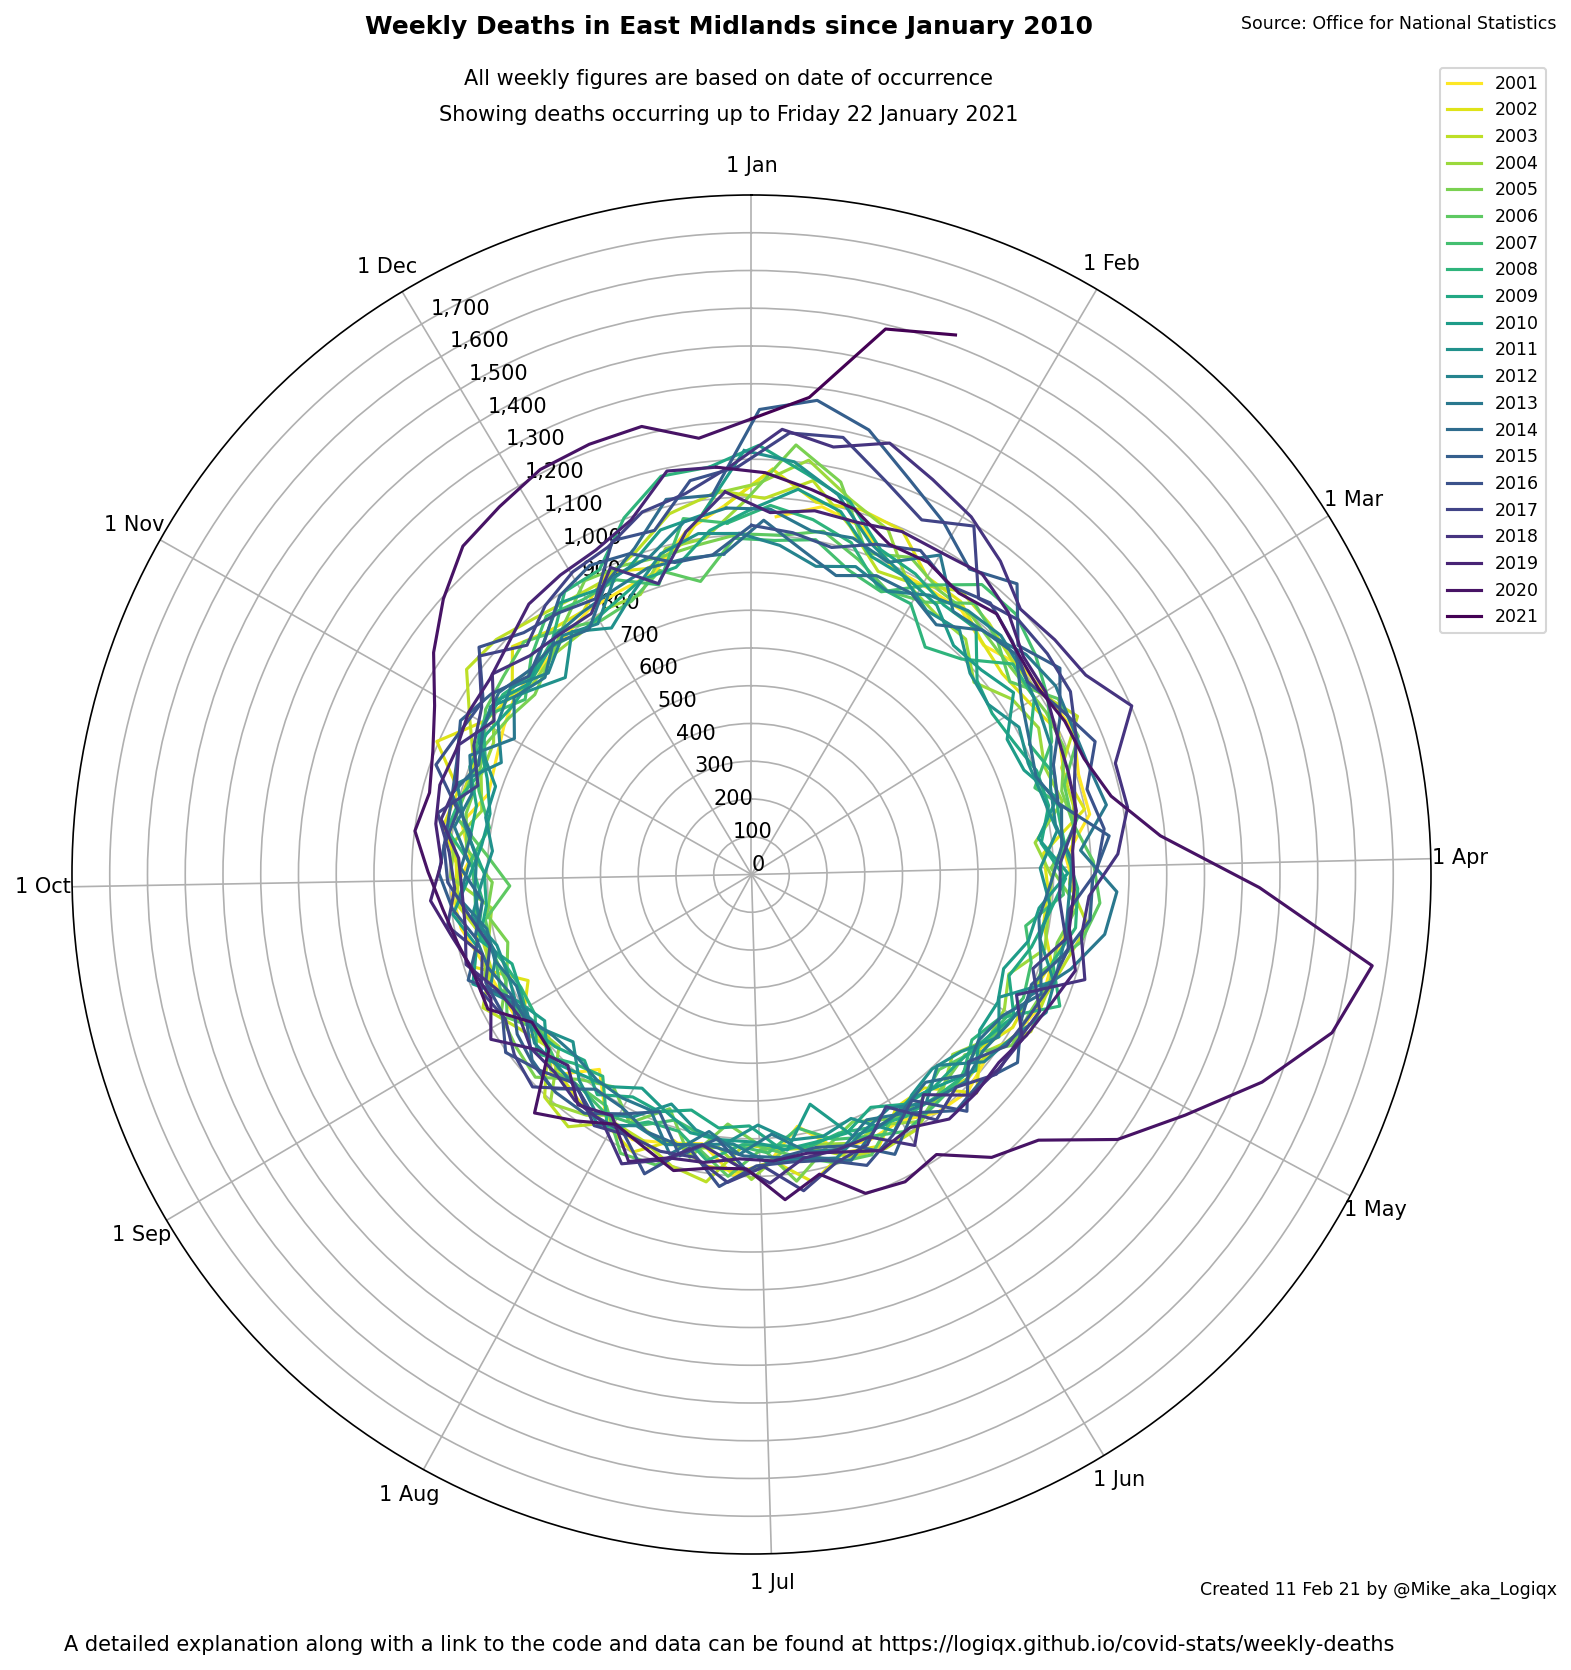 Weekly Deaths in East Midlands since January 2010
Source: Office for National Statistics
All weekly figures are based on date of occurrence
Showing deaths occurring up to Friday 22 January 2021
2001
2002
2003
2004
2005
2006
2007
2008
2009
2010
2011
2012
2013
2014
2015
2016
2017
2018
2019
2020
2021
1 Jan
1 Feb
1 Mar
1 Apr
1 May
1 Jun
1 Jul
1 Aug
1 Sep
1 Oct
1 Nov
1 Dec
1,700
1,600
1,500
1,400
1,300
1,200
1,100
1,000
900
800
700
600
500
400
300
200
100
0
Created 11 Feb 21 by @Mike_aka_Logiqx
A detailed explanation along with a link to the code and data can be found at https://logiqx.github.io/covid-stats/weekly-deaths